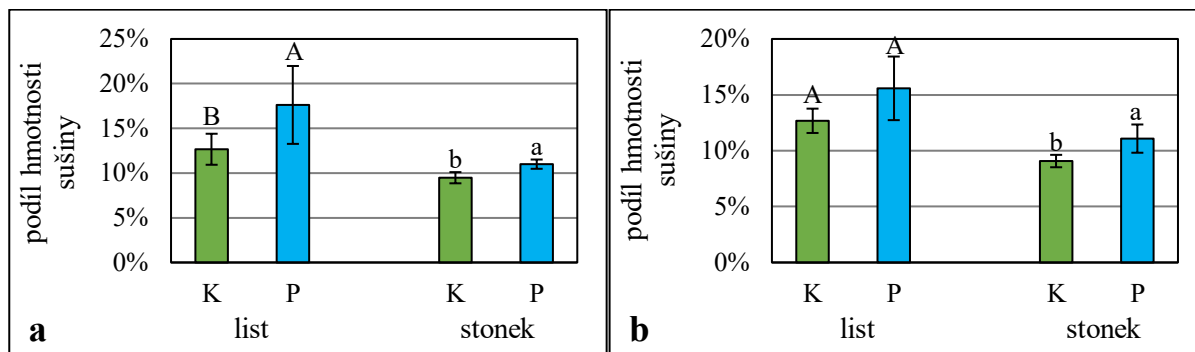 podíl hmotnosti
sušiny
25%
20%
15%
10%
5%
0%
B
A
b
a
K
P
K
P
list
stonek
a
podíl hmotnosti
sušiny
20%
15%
10%
5%
0%
A
A
b
a
K
P
K
P
list
stonek
b